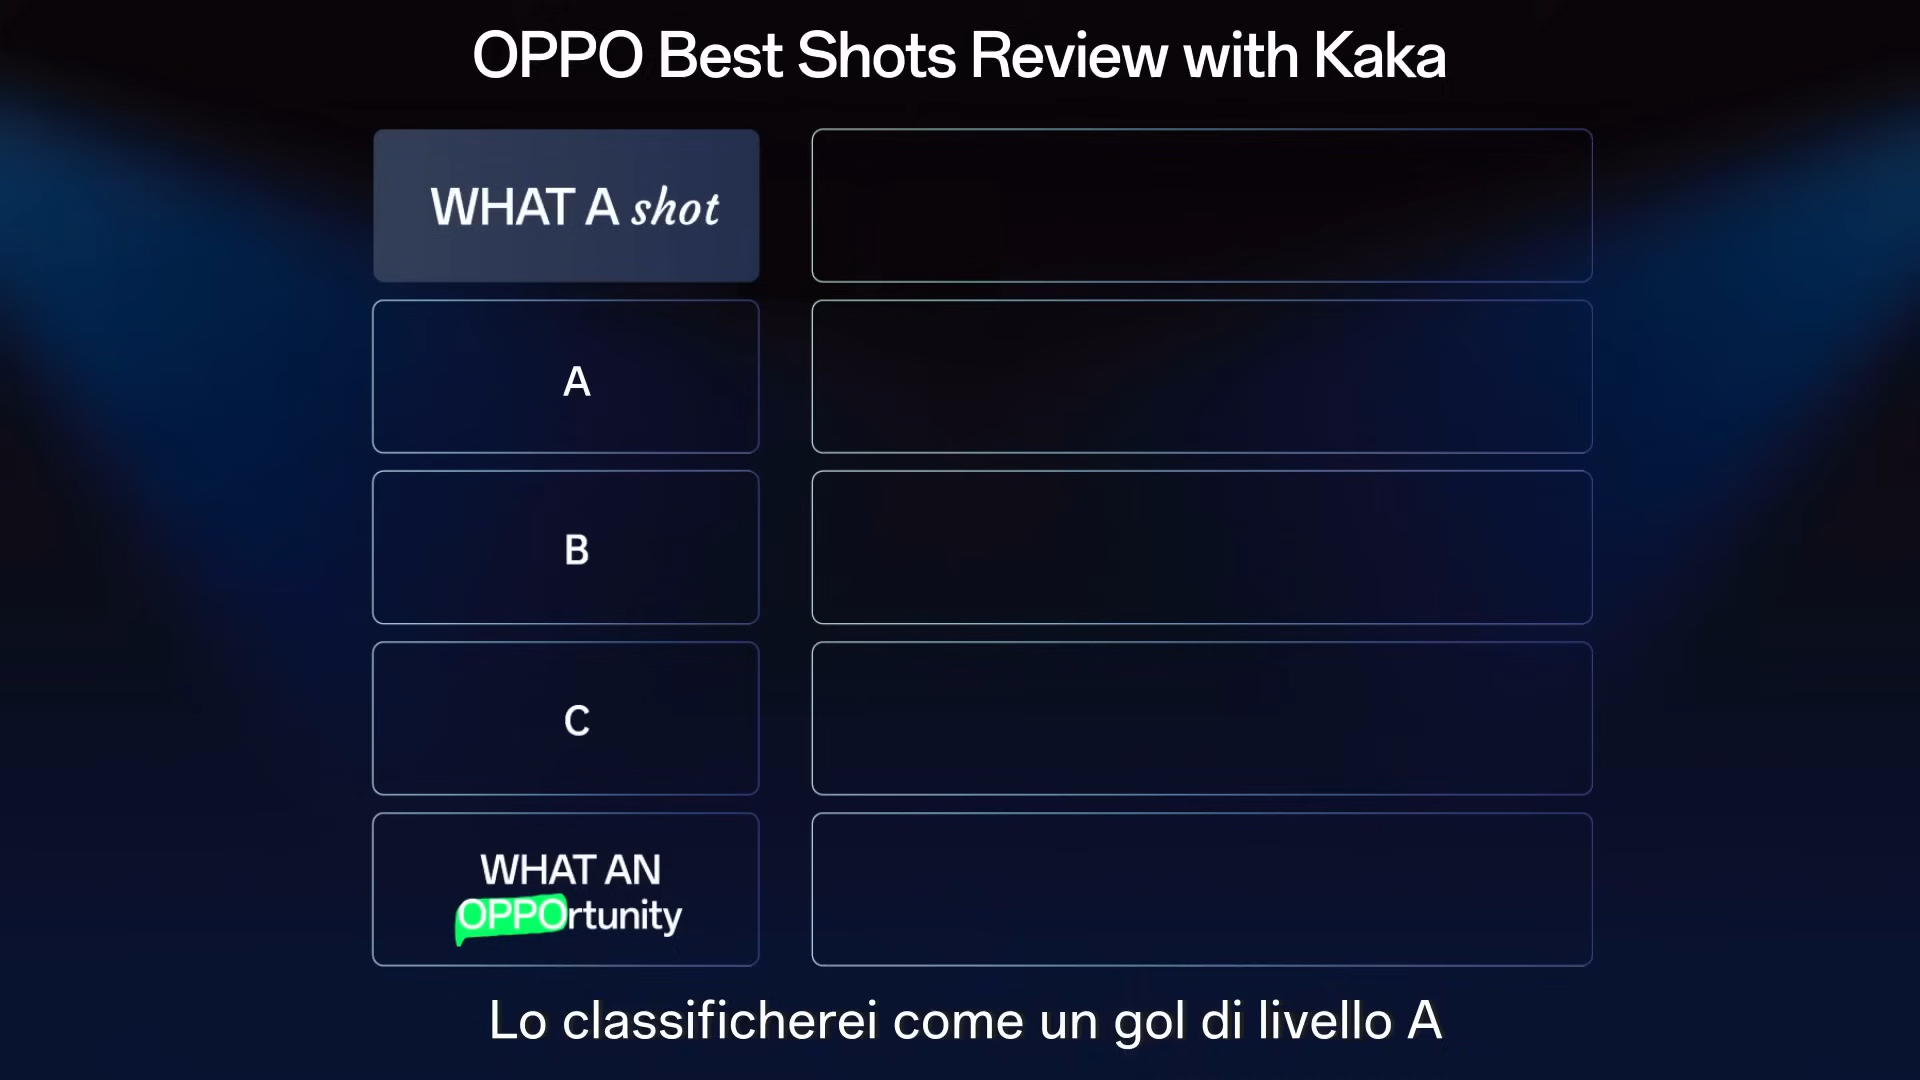 OPPO Best Shots Review with Kaka
WHAT A shot
A
B
C
WHAT AN
OPPOrtunity
Lo classificherei come un gol di livello A